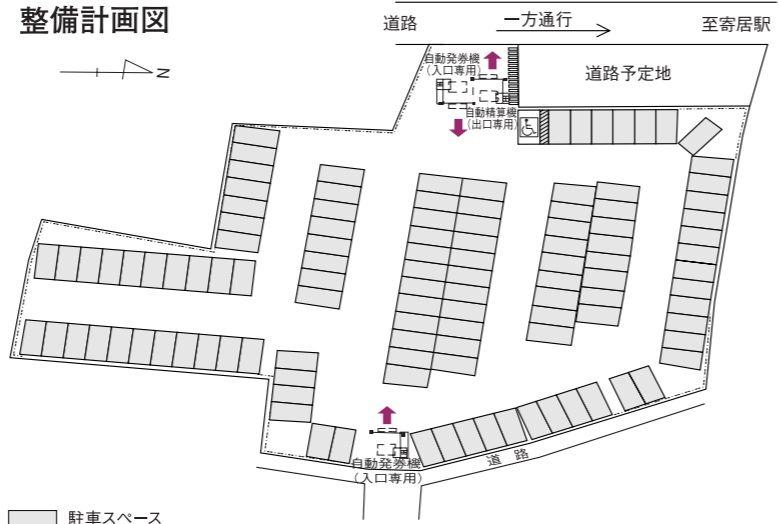 整備計画図
道路
一方通行
至寄居駅
自動発券機
（入口専用）
道路予定地
自動精算機
（出口専用）
N
自動発券機
（入口専用）
道路
駐車スペース